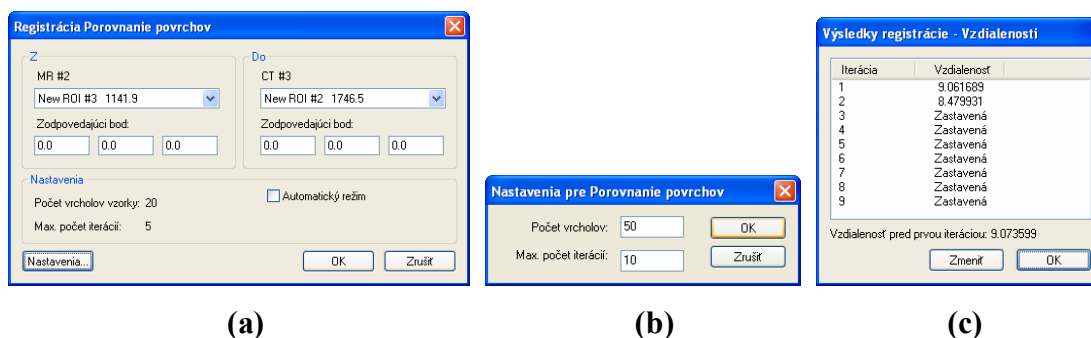 Registrácia Porovnanie povrchov
Z
MR #2
New ROI #3 1141.9
Zodpovedajúci bod:
0.0 0.0 0.0
Do
CT #3
New ROI #2 1746.5
Zodpovedajúci bod:
0.0 0.0 0.0
Nastavenia
Počet vrcholov vzorky: 20
Max. počet iterácií: 5
Automatický režim
Nastavenia... OK Zrušiť
(a)
Nastavenia pre Porovnanie povrchov
Počet vrcholov: 50 OK
Max. počet iterácií: 10 Zrušiť
(b)
Výsledky registrácie - Vzdialenosti
Iterácia Vzdialenosť
1 9.061689
2 8.479931
3 Zastavená
4 Zastavená
5 Zastavená
6 Zastavená
7 Zastavená
8 Zastavená
9 Zastavená
Vzdialenosť pred prvou iteráciou: 9.073599
Zmeniť OK
(c)